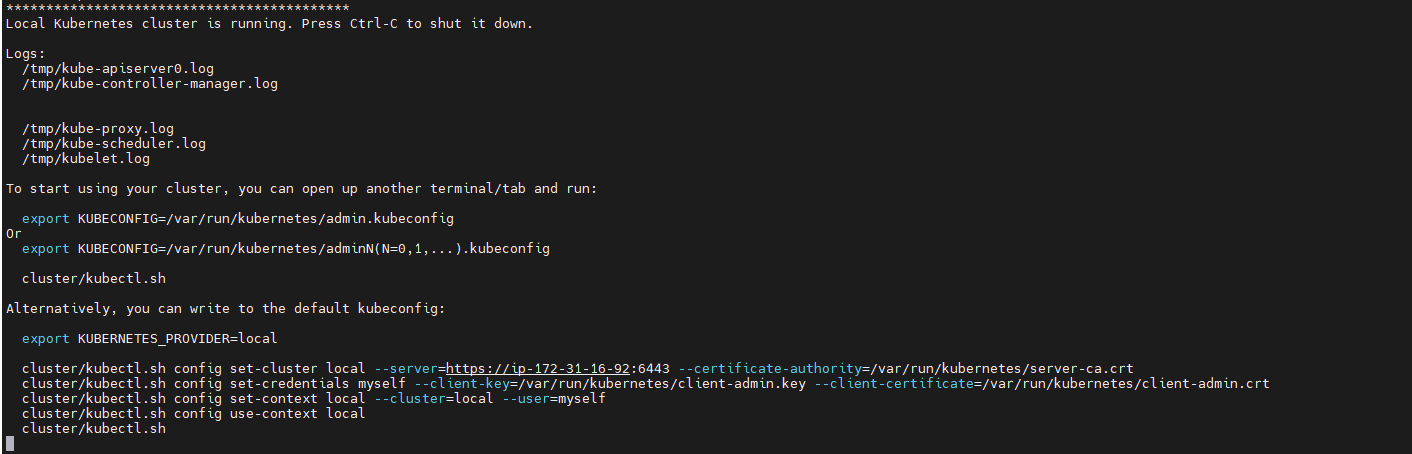 *******************************************
Local Kubernetes cluster is running. Press Ctrl-C to shut it down.
Logs:
/tmp/kube-apiserver0.log
/tmp/kube-controller-manager.log
/tmp/kube-proxy.log
/tmp/kube-scheduler.log
/tmp/kubelet.log
To start using your cluster, you can open up another terminal/tab and run:
export KUBECONFIG=/var/run/kubernetes/admin.kubeconfig
Or
export KUBECONFIG=/var/run/kubernetes/adminN(N=0,1,...).kubeconfig
cluster/kubectl.sh
Alternatively, you can write to the default kubeconfig:
export KUBERNETES_PROVIDER=local
cluster/kubectl.sh config set-cluster local --server=https://ip-172-31-16-92:6443 --certificate-authority=/var/run/kubernetes/server-ca.crt
cluster/kubectl.sh config set-credentials myself --client-key=/var/run/kubernetes/client-admin.key --client-certificate=/var/run/kubernetes/client-admin.crt
cluster/kubectl.sh config set-context local --cluster=local --user=myself
cluster/kubectl.sh config use-context local
cluster/kubectl.sh